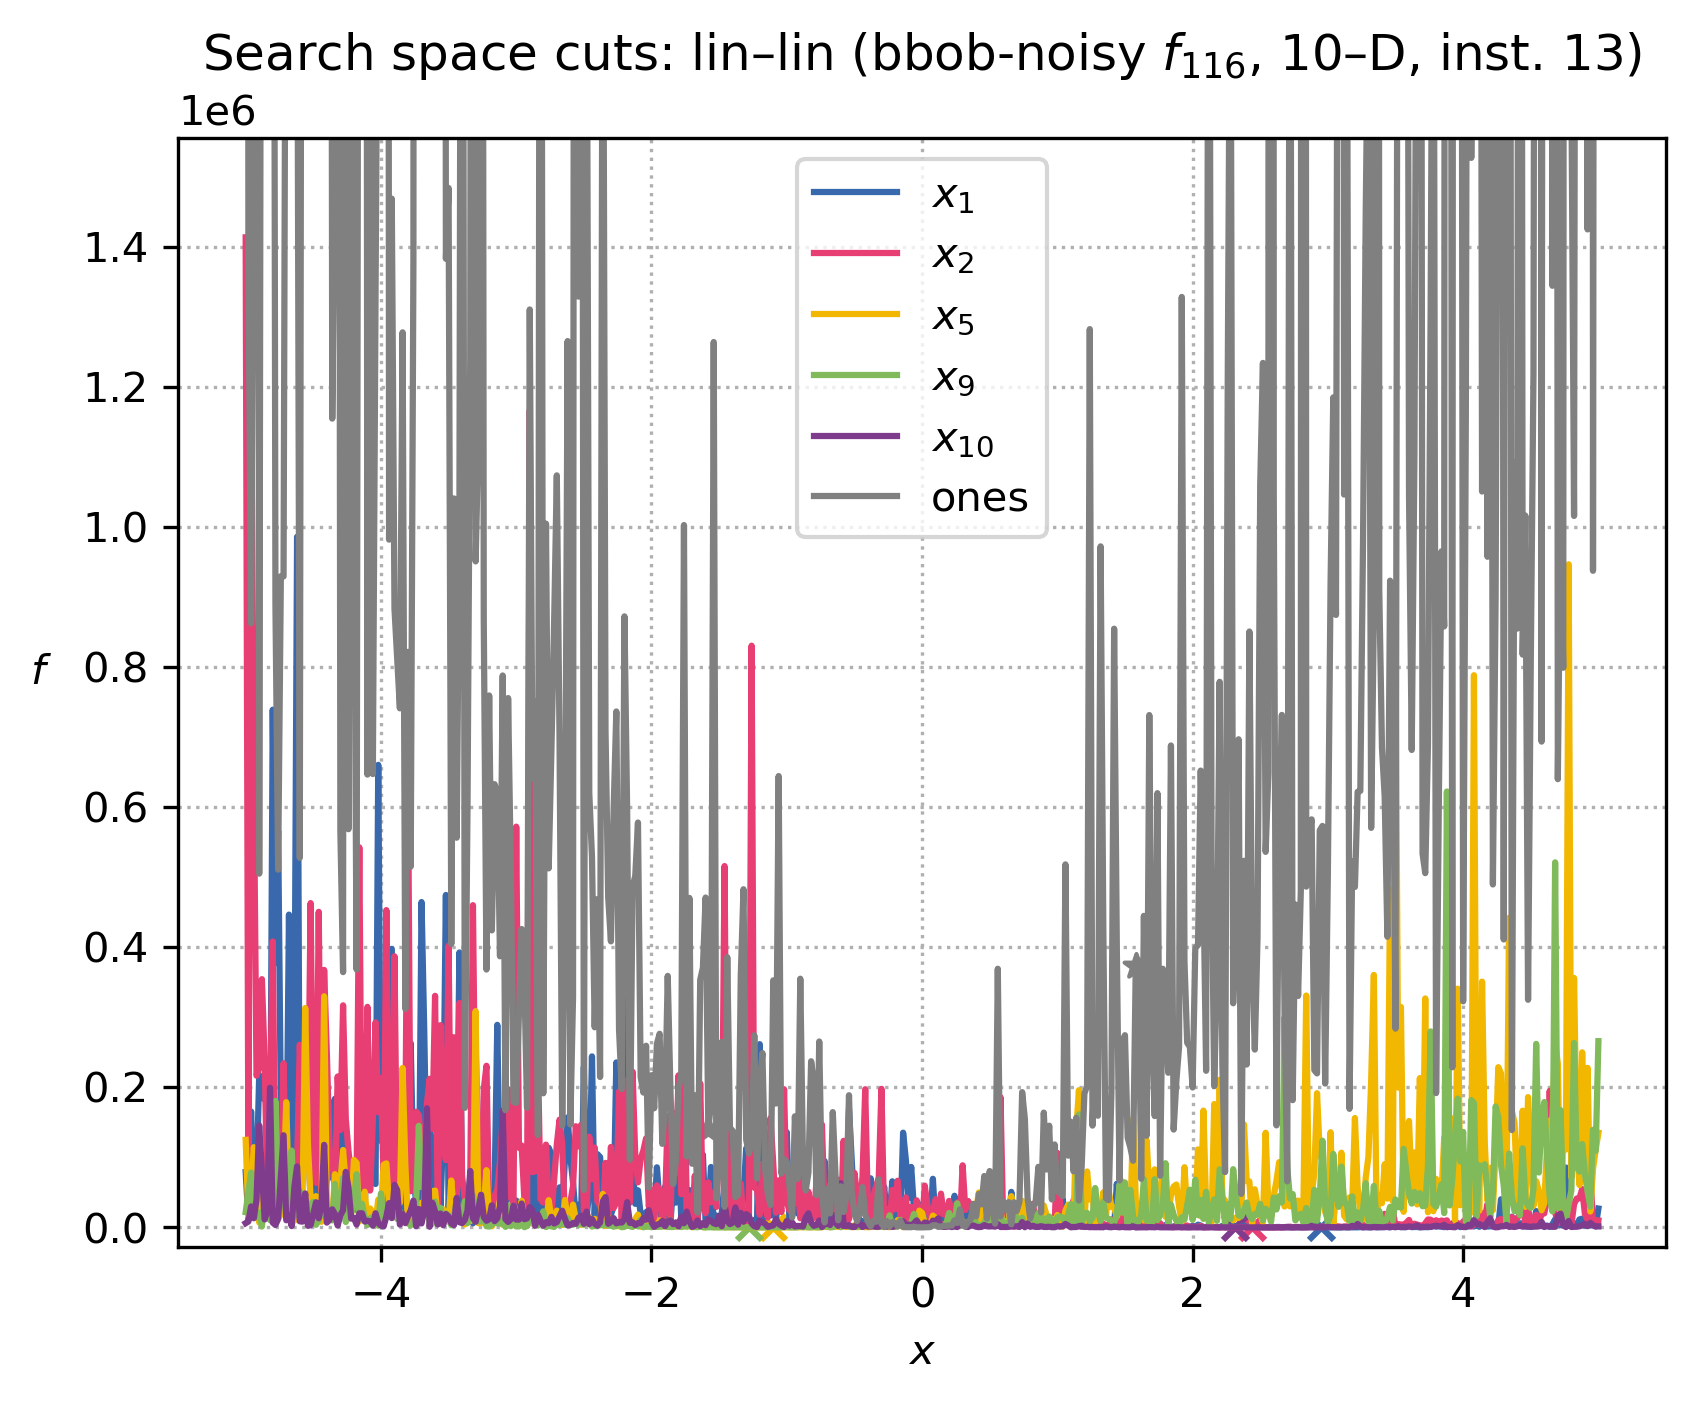 Search space cuts: lin–lin (bbob-noisy f116, 10–D, inst. 13)
1e6
1.4
1.2
1.0
0.8
0.6
0.4
0.2
0.0
f
x1
x2
x5
x9
x10
ones
−4
−2
0
2
4
x